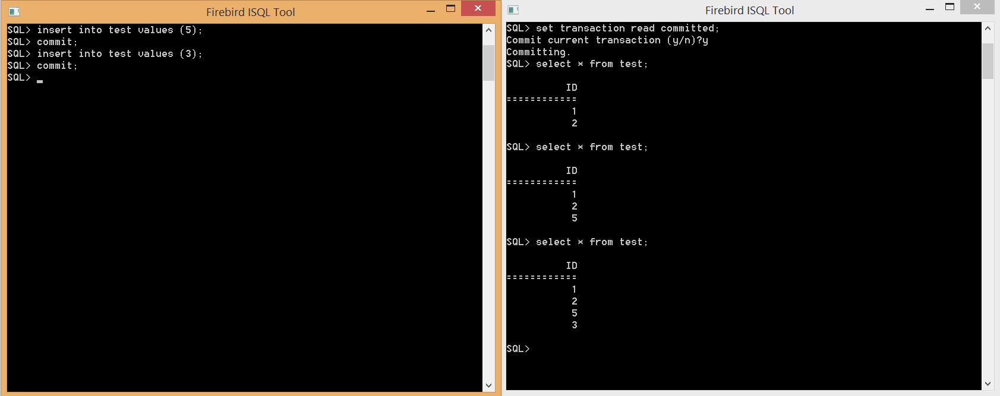 Firebird ISQL Tool
SQL> insert into test values (5);
SQL> commit;
SQL> insert into test values (3);
SQL> commit;
SQL>
Firebird ISQL Tool
SQL> set transaction read committed;
Commit current transaction (y/n)?y
Committing.
SQL> select * from test;
ID
============
1
2
SQL> select * from test;
ID
============
1
2
5
SQL> select * from test;
ID
============
1
2
5
3
SQL>